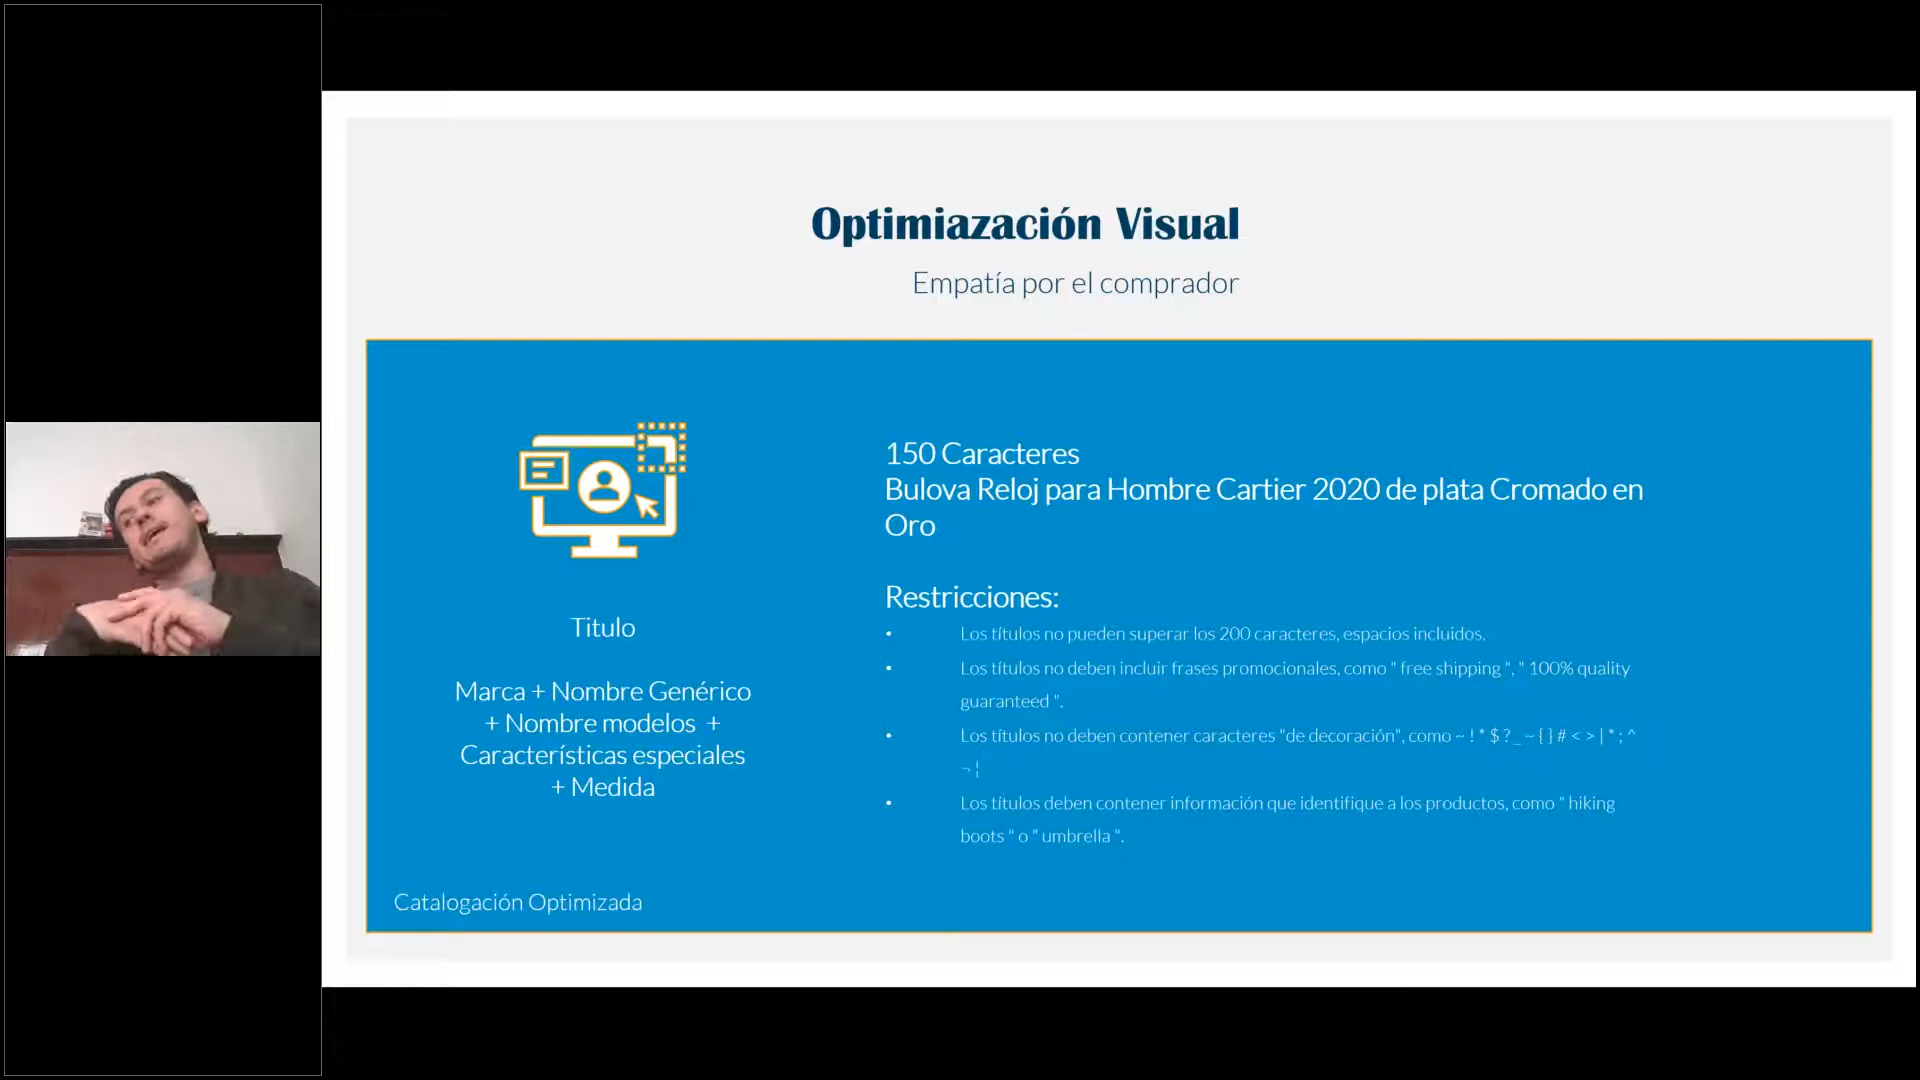 Optimiazación Visual
Empatía por el comprador
Titulo
Marca + Nombre Genérico
+ Nombre modelos +
Características especiales
+ Medida
Catalogación Optimizada
150 Caracteres
Bulova Reloj para Hombre Cartier 2020 de plata Cromado en
Oro
Restricciones:
• Los títulos no pueden superar los 200 caracteres, espacios incluidos.
• Los títulos no deben incluir frases promocionales, como " free shipping ", " 100% quality
guaranteed ".
• Los títulos no deben contener caracteres "de decoración", como ~ ! * $ ? _ ~ { } # < > | * ; ^
¬ ¦
• Los títulos deben contener información que identifique a los productos, como " hiking
boots " o " umbrella ".